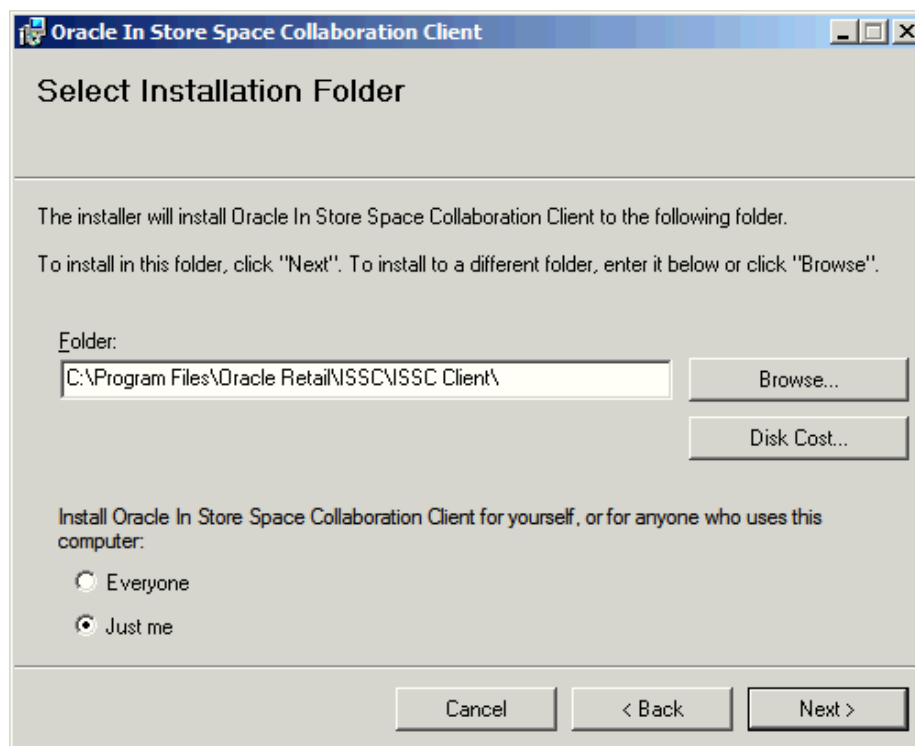 Oracle In Store Space Collaboration Client
Select Installation Folder
The installer will install Oracle In Store Space Collaboration Client to the following folder.
To install in this folder, click "Next". To install to a different folder, enter it below or click "Browse".
Folder:
C:\Program Files\Oracle Retail\ISSC\ISSC Client\
Browse...
Disk Cost...
Install Oracle In Store Space Collaboration Client for yourself, or for anyone who uses this
computer:
Everyone
Just me
Cancel
< Back
Next >